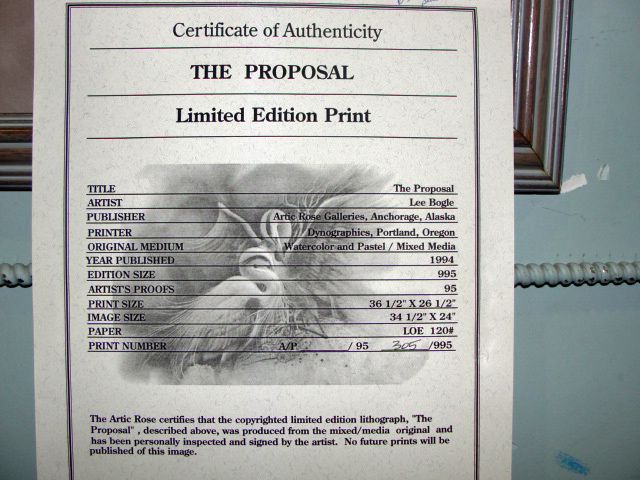 Certificate of Authenticity
THE PROPOSAL
Limited Edition Print
TITLE The Proposal
ARTIST Lee Bogle
PUBLISHER Artic Rose Galleries, Anchorage, Alaska
PRINTER Dynographics, Portland, Oregon
ORIGINAL MEDIUM Watercolor and Pastel / Mixed Media
YEAR PUBLISHED 1994
EDITION SIZE 995
ARTIST'S PROOFS 95
PRINT SIZE 36 1/2" X 26 1/2"
IMAGE SIZE 34 1/2" X 24"
PAPER LOE 120#
PRINT NUMBER A/P / 95 305 /995
The Artic Rose certifies that the copyrighted limited edition lithograph, "The
Proposal" , described above, was produced from the mixed/media original and
has been personally inspected and signed by the artist. No future prints will be
published of this image.